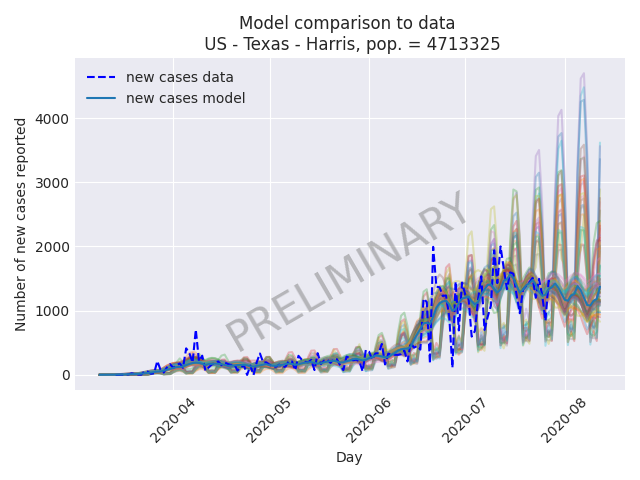 Model comparison to data
US - Texas - Harris, pop. = 4713325
new cases data
new cases model
Number of new cases reported
4000
3000
2000
1000
0
PRELIMINARY
2020-04
2020-05
2020-06
2020-07
2020-08
Day